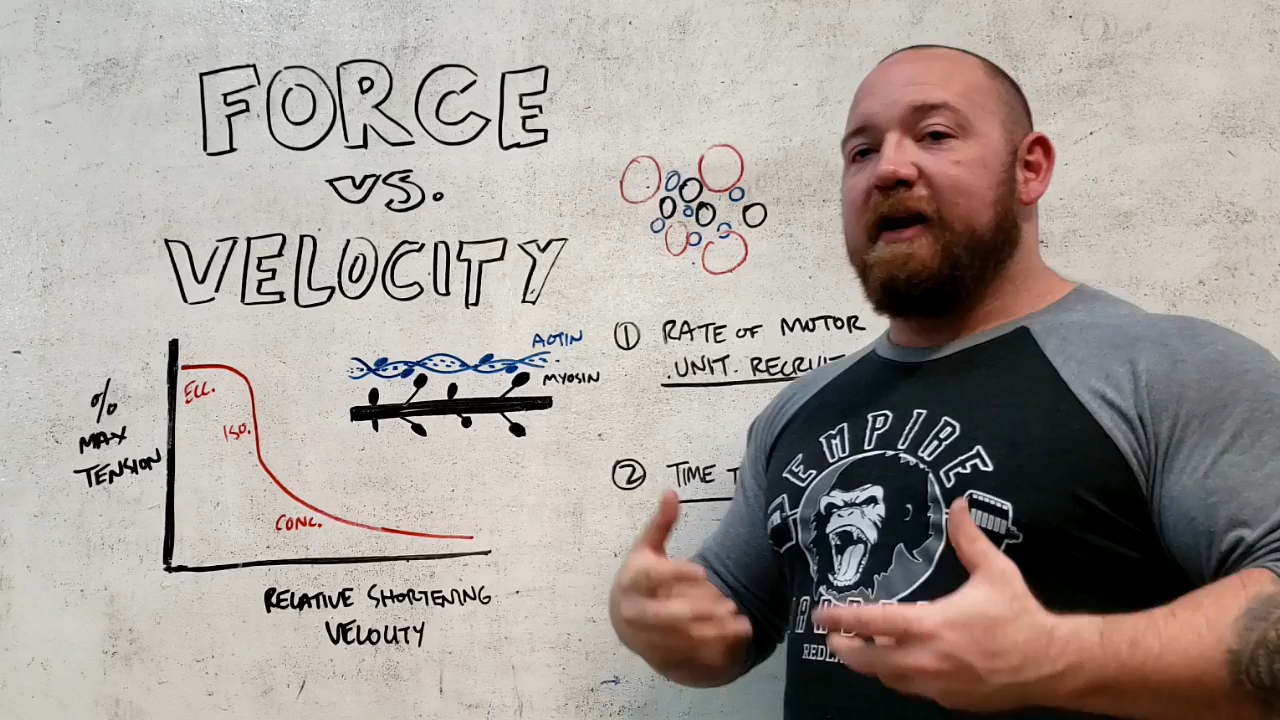 FORCE
VS.
VELOCITY
% MAX TENSION
ECC.
ISO.
CONC.
RELATIVE SHORTENING
VELOCITY
ACTIN
MYOSIN
① RATE OF MOTOR
UNIT RECRUIT
② TIME T
EMPIRE